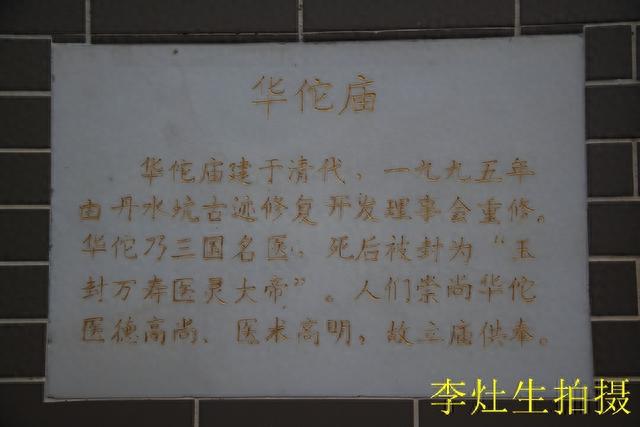 华佗庙
华佗庙建于清代，一九九五年
由丹水坑古迹修复开发理事会重修。
华佗乃三国名医，死后被封为“玉
封万寿医灵大帝”。人们崇尚华佗
医德高尚、医术高明，故立庙供奉。
李灶生拍摄